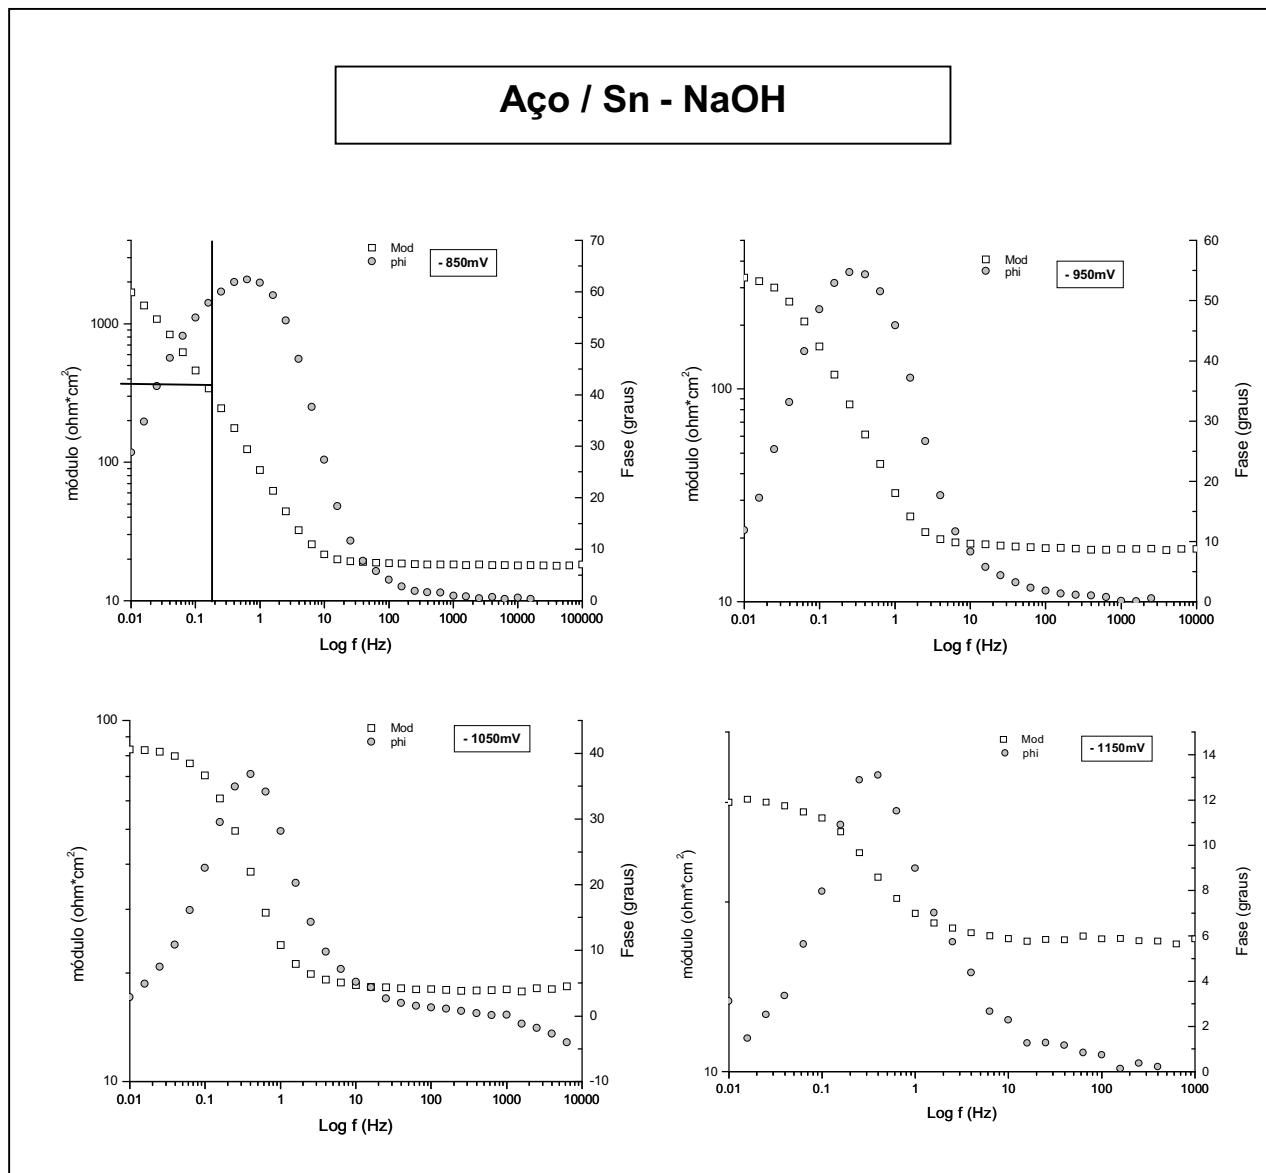 Aço / Sn - NaOH
Mod
phi
- 850mV
70
60
50
40
30
20
10
0
1000
100
10
módulo (ohm*cm²)
Fase (graus)
0.01 0.1 1 10 100 1000 10000 100000
Log f (Hz)
Mod
phi
- 950mV
60
50
40
30
20
10
0
100
10
módulo (ohm*cm²)
Fase (graus)
0.01 0.1 1 10 100 1000 10000
Log f (Hz)
Mod
phi
- 1050mV
100
10
40
30
20
10
0
-10
módulo (ohm*cm²)
Fase (graus)
0.01 0.1 1 10 100 1000 10000
Log f (Hz)
Mod
phi
- 1150mV
14
12
10
8
6
4
2
0
10
módulo (ohm*cm²)
Fase (graus)
0.01 0.1 1 10 100 1000
Log f (Hz)